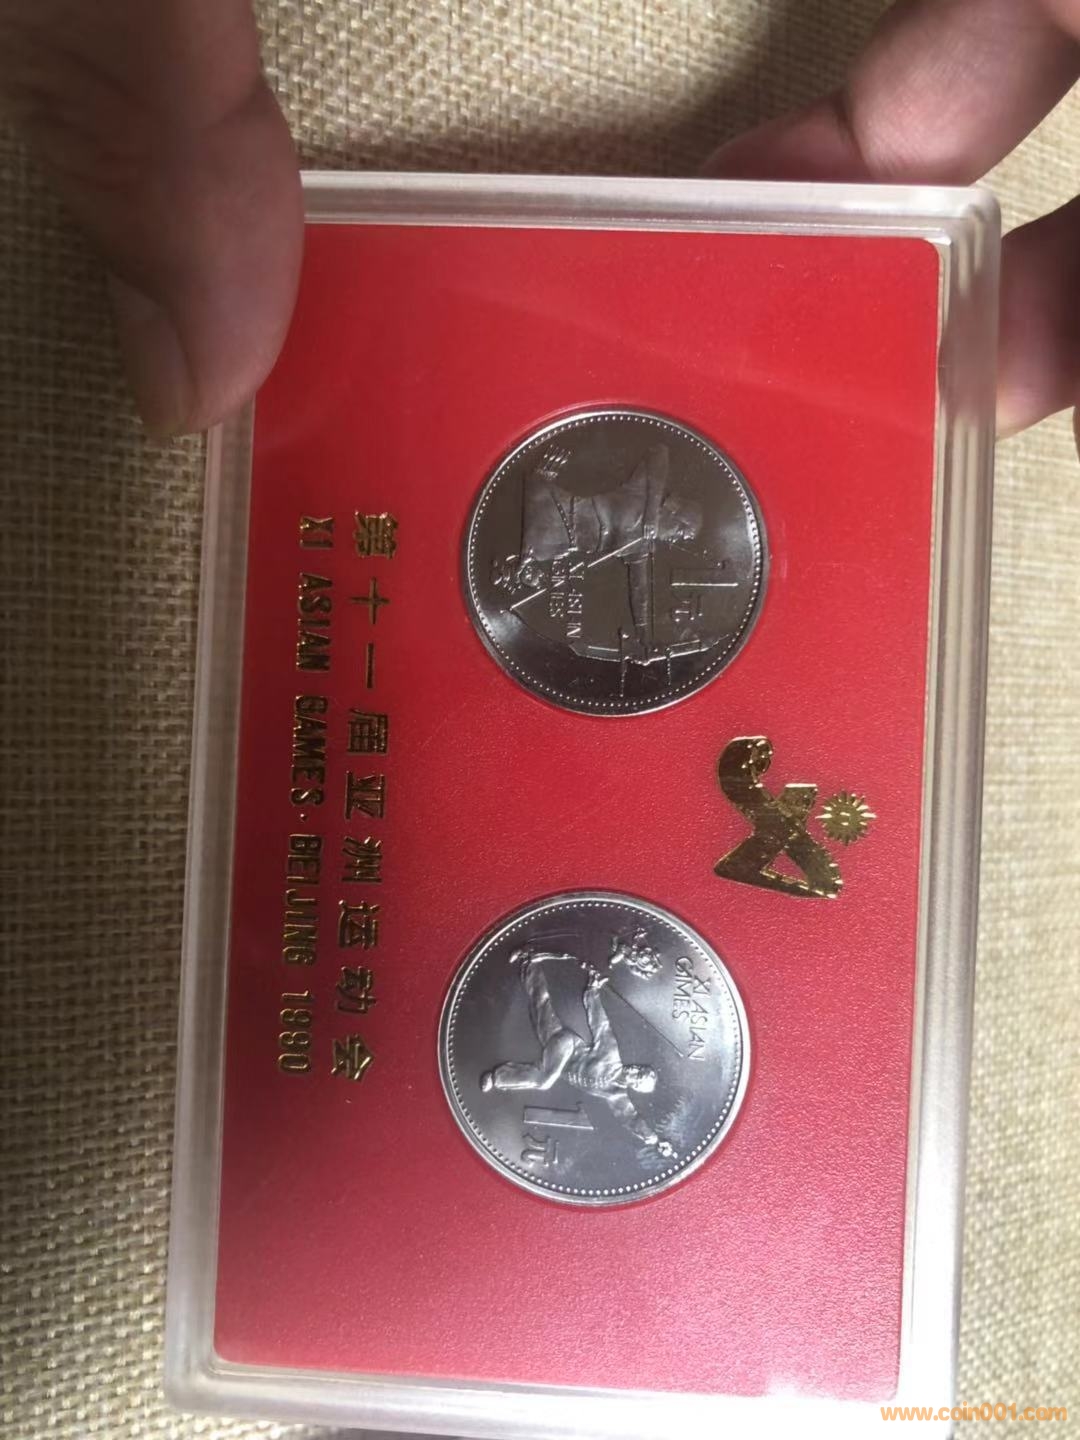 1元
XI ASIAN
GAMES
XI ASIAN
GAMES
1元
第十一届亚洲运动会
XI ASIAN GAMES·BEIJING 1990
www.coin001.com